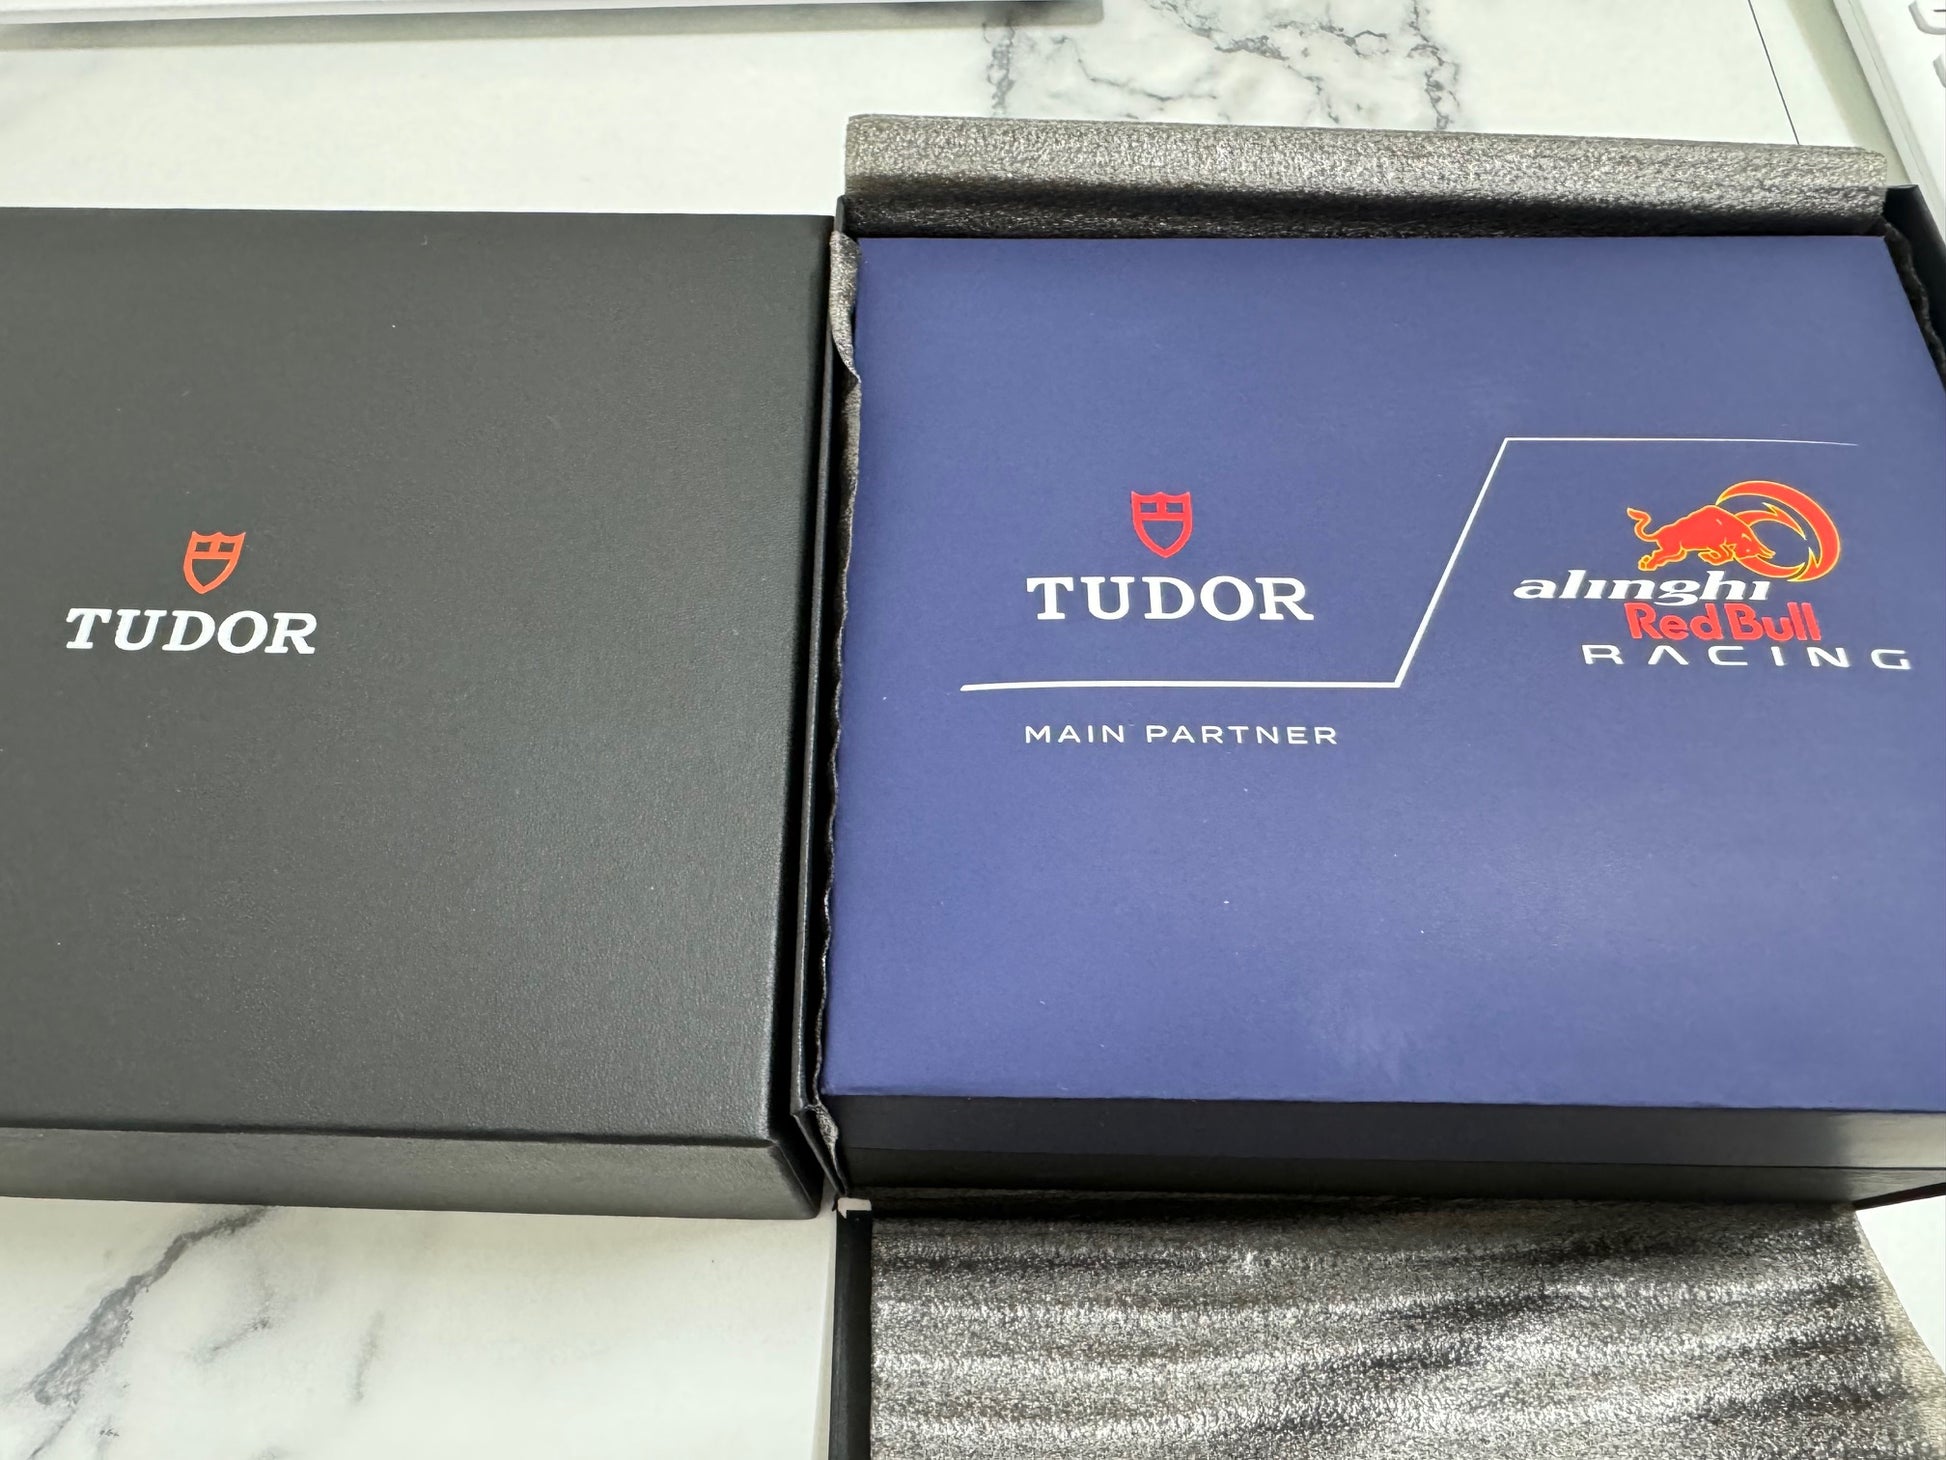 TUDOR
TUDOR
MAIN PARTNER
alinghi
Red Bull
RACING